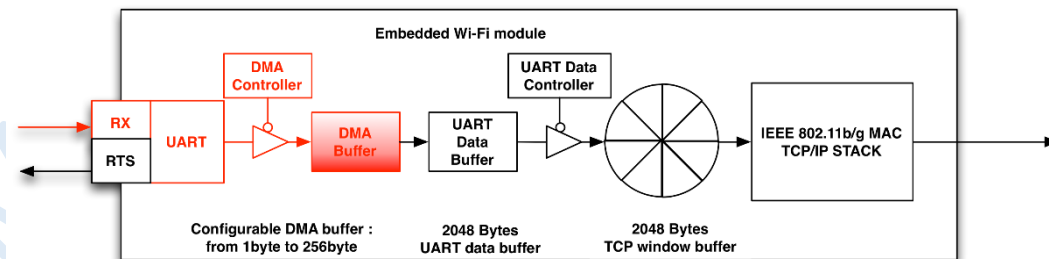 Embedded Wi-Fi module
DMA
Controller
UART Data
Controller
RX
RTS
UART
DMA
Buffer
UART
Data
Buffer
IEEE 802.11b/g MAC
TCP/IP STACK
Configurable DMA buffer :
from 1byte to 256byte
2048 Bytes
UART data buffer
2048 Bytes
TCP window buffer